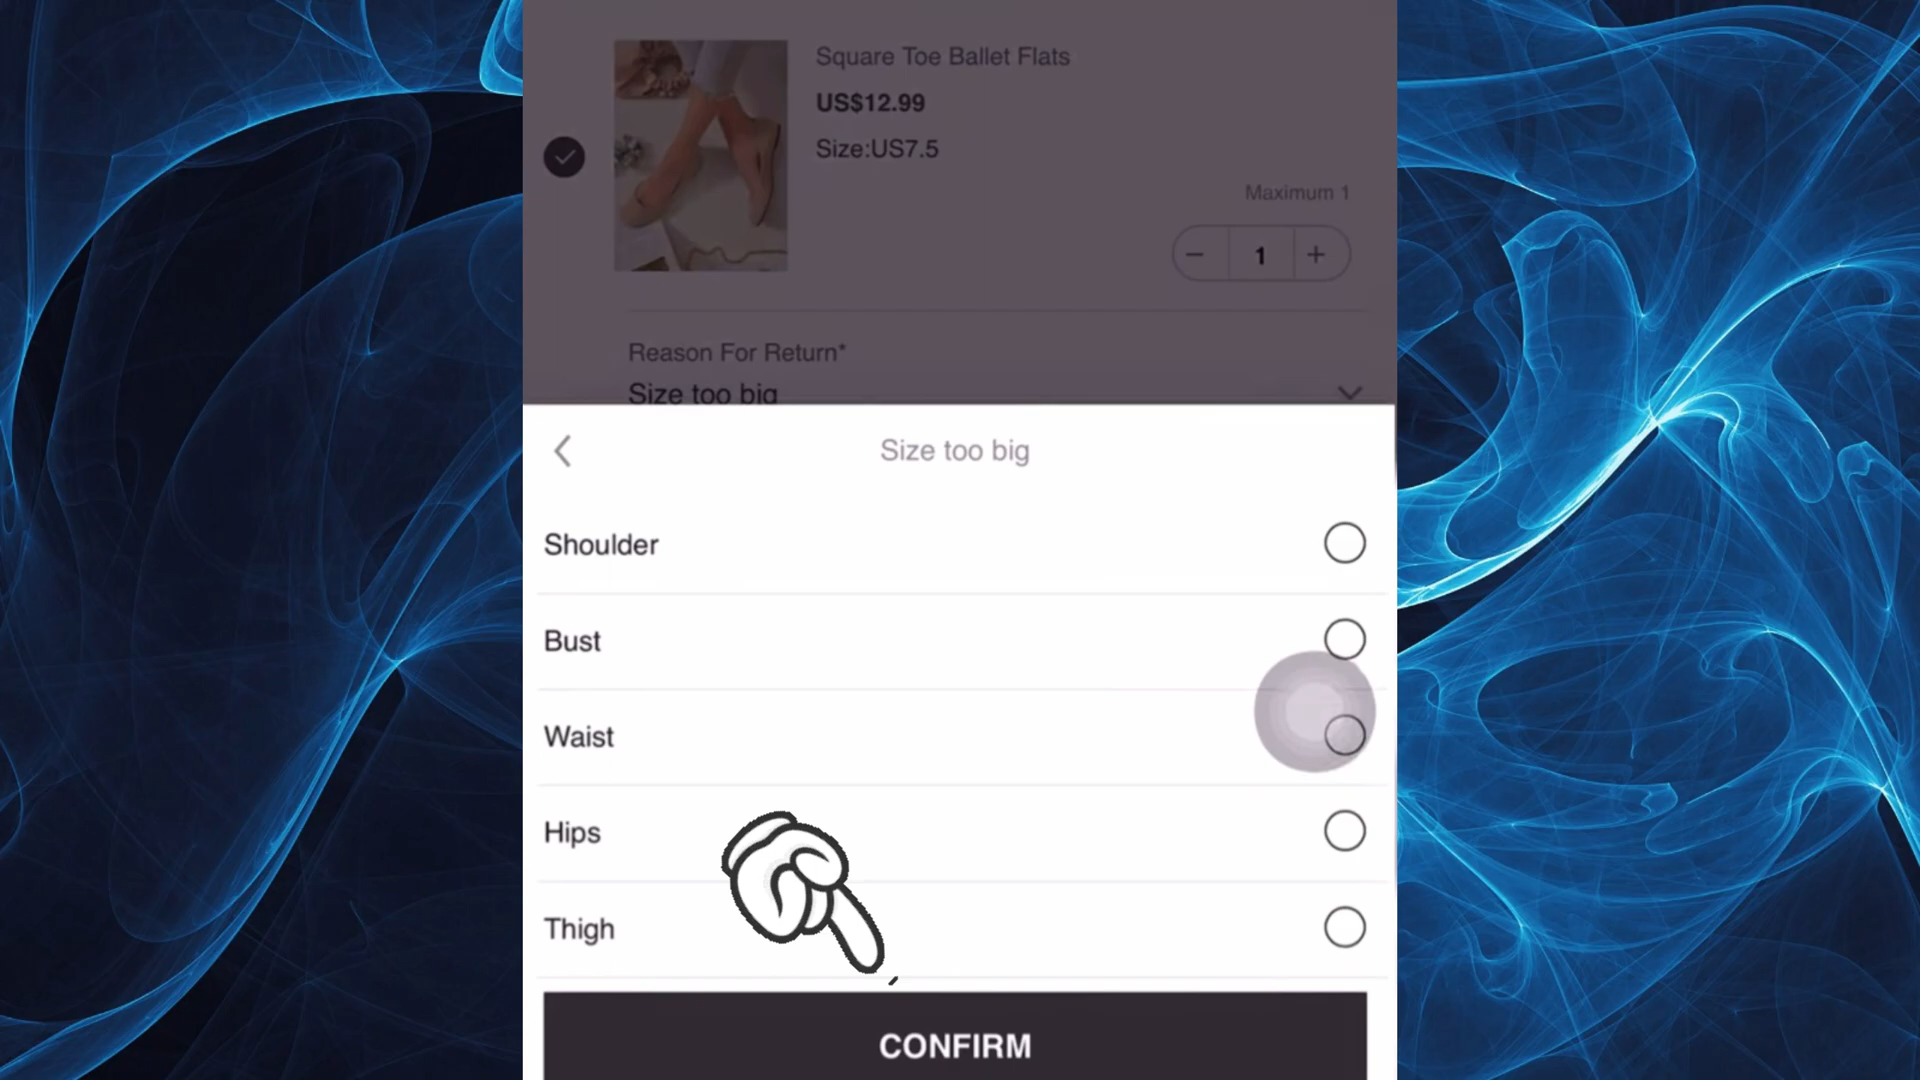 Square Toe Ballet Flats
US$12.99
Size:US7.5
Maximum 1
− 1 +
Reason For Return*
Size too big
Size too big
Shoulder
Bust
Waist
Hips
Thigh
CONFIRM